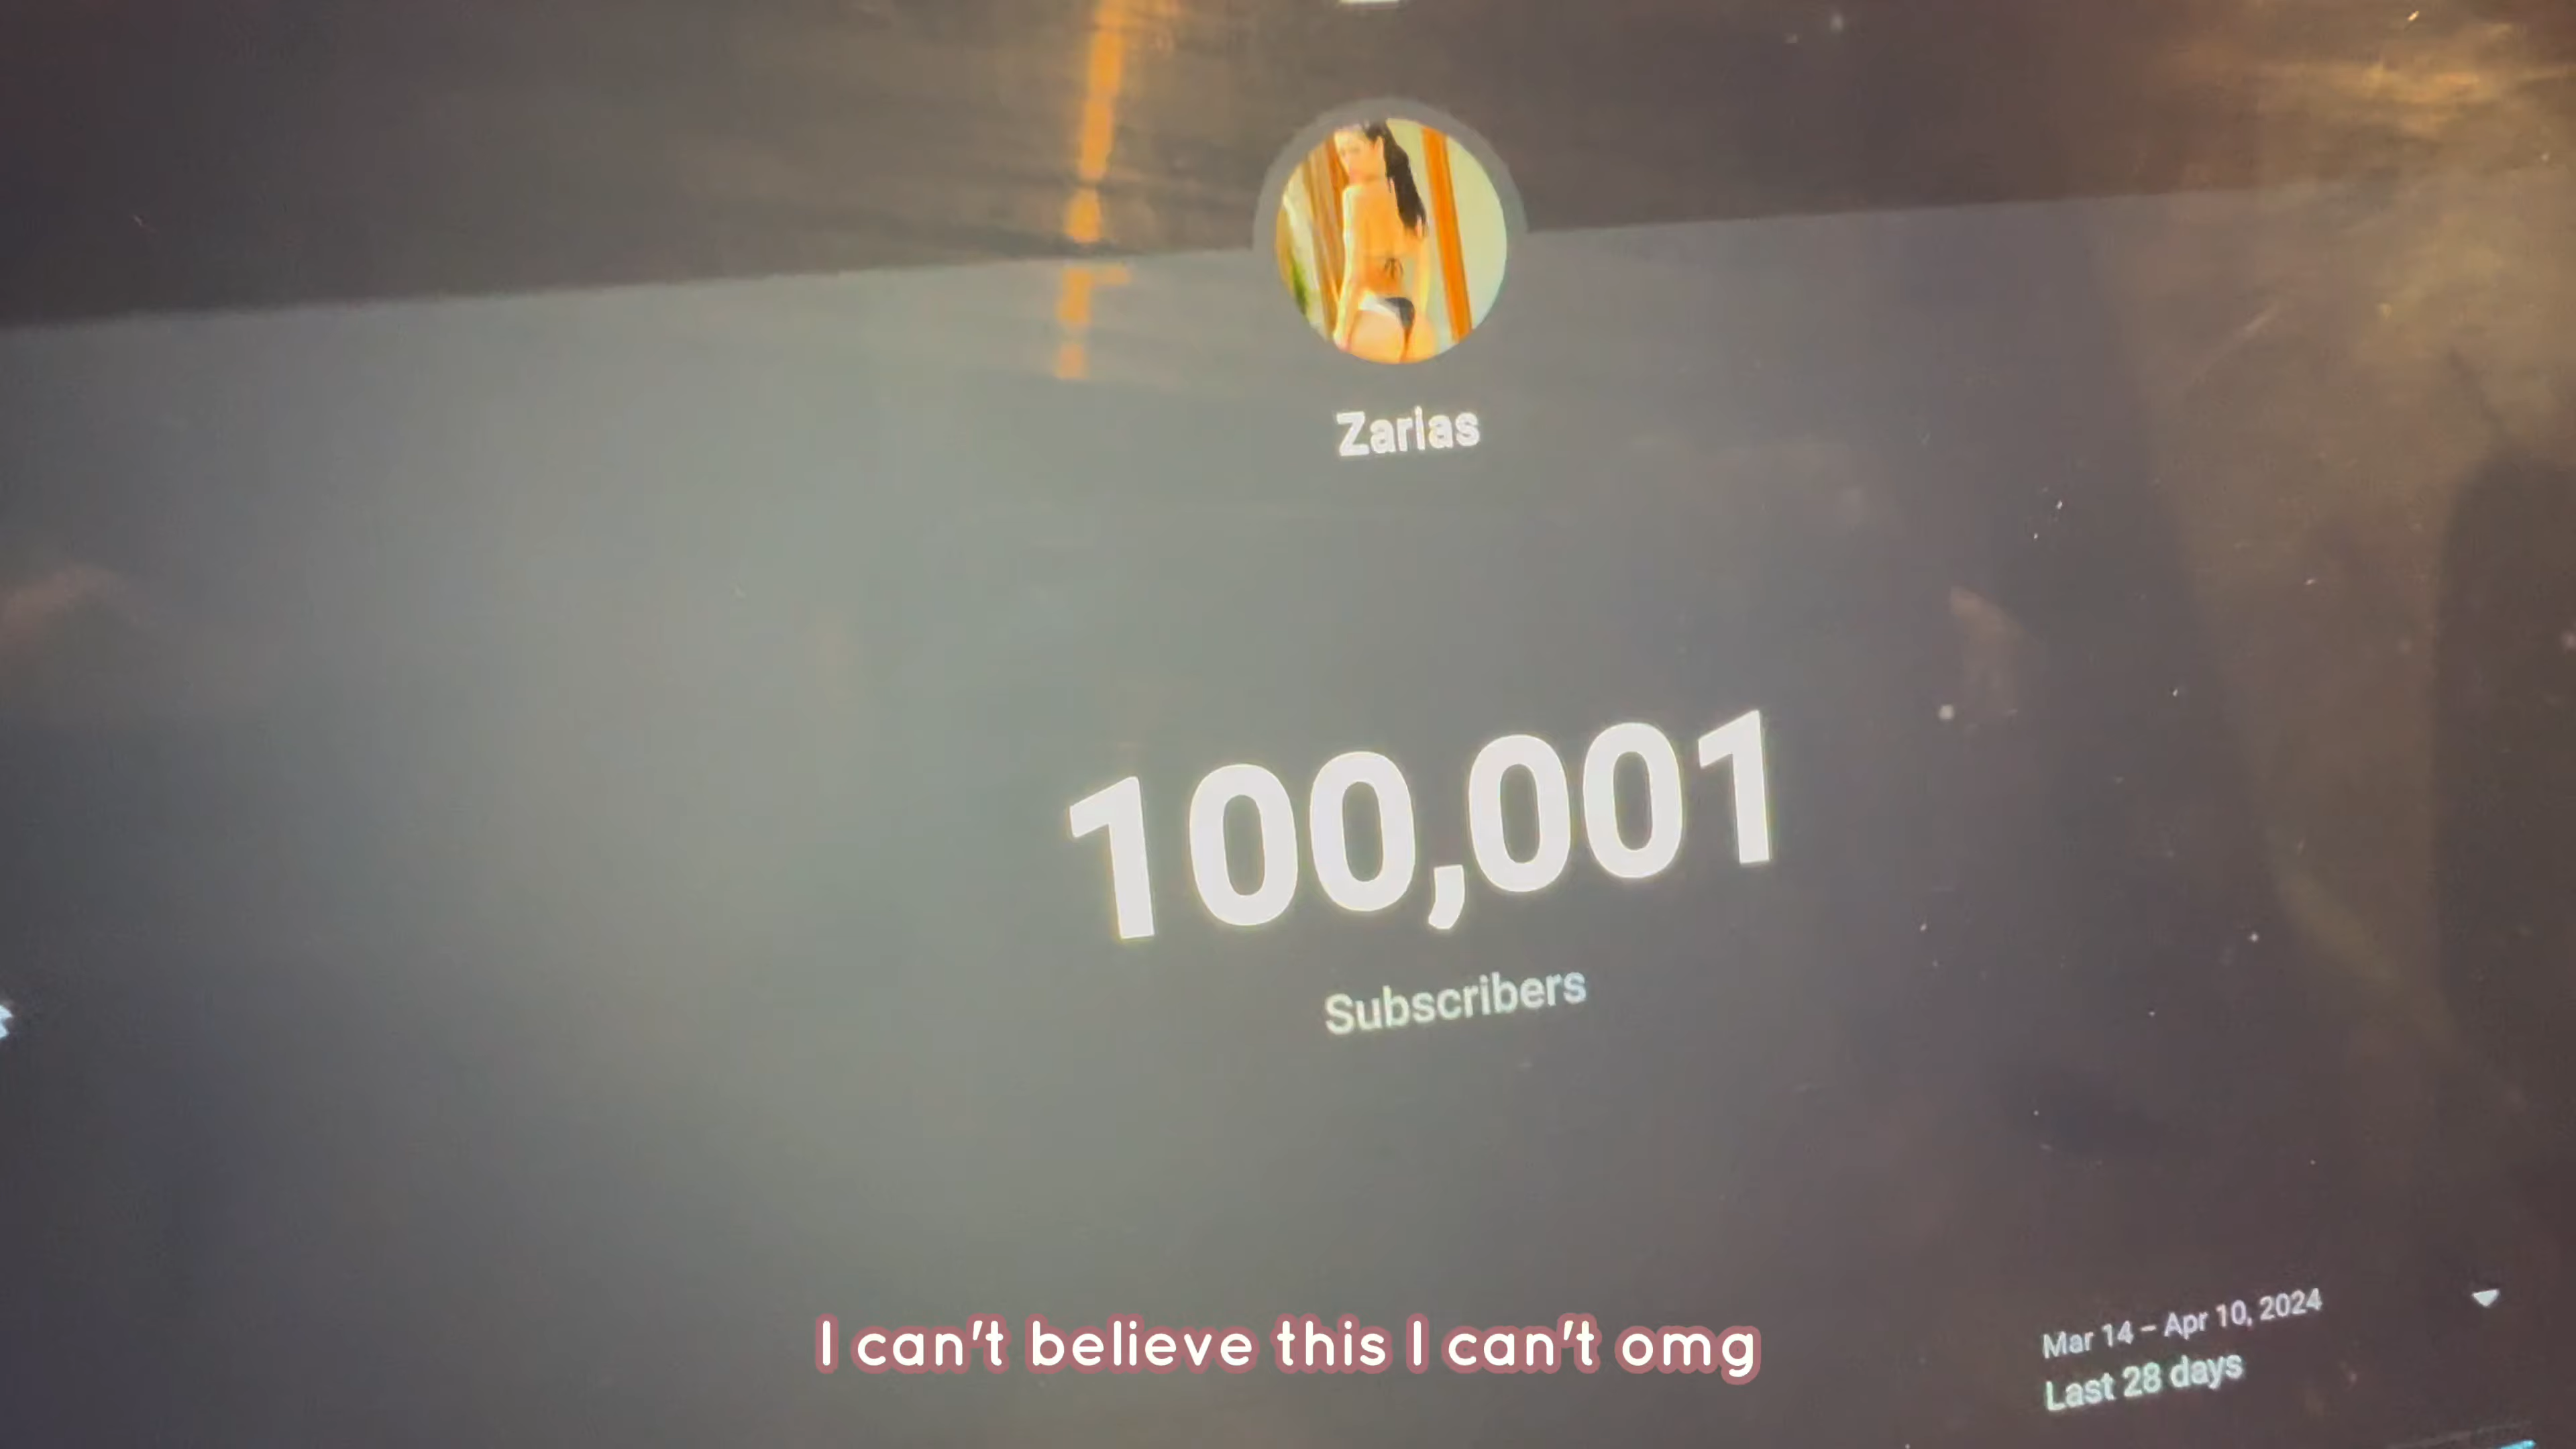 Zarias
100,001
Subscribers
Mar 14 – Apr 10, 2024
Last 28 days
I can't believe this I can't omg